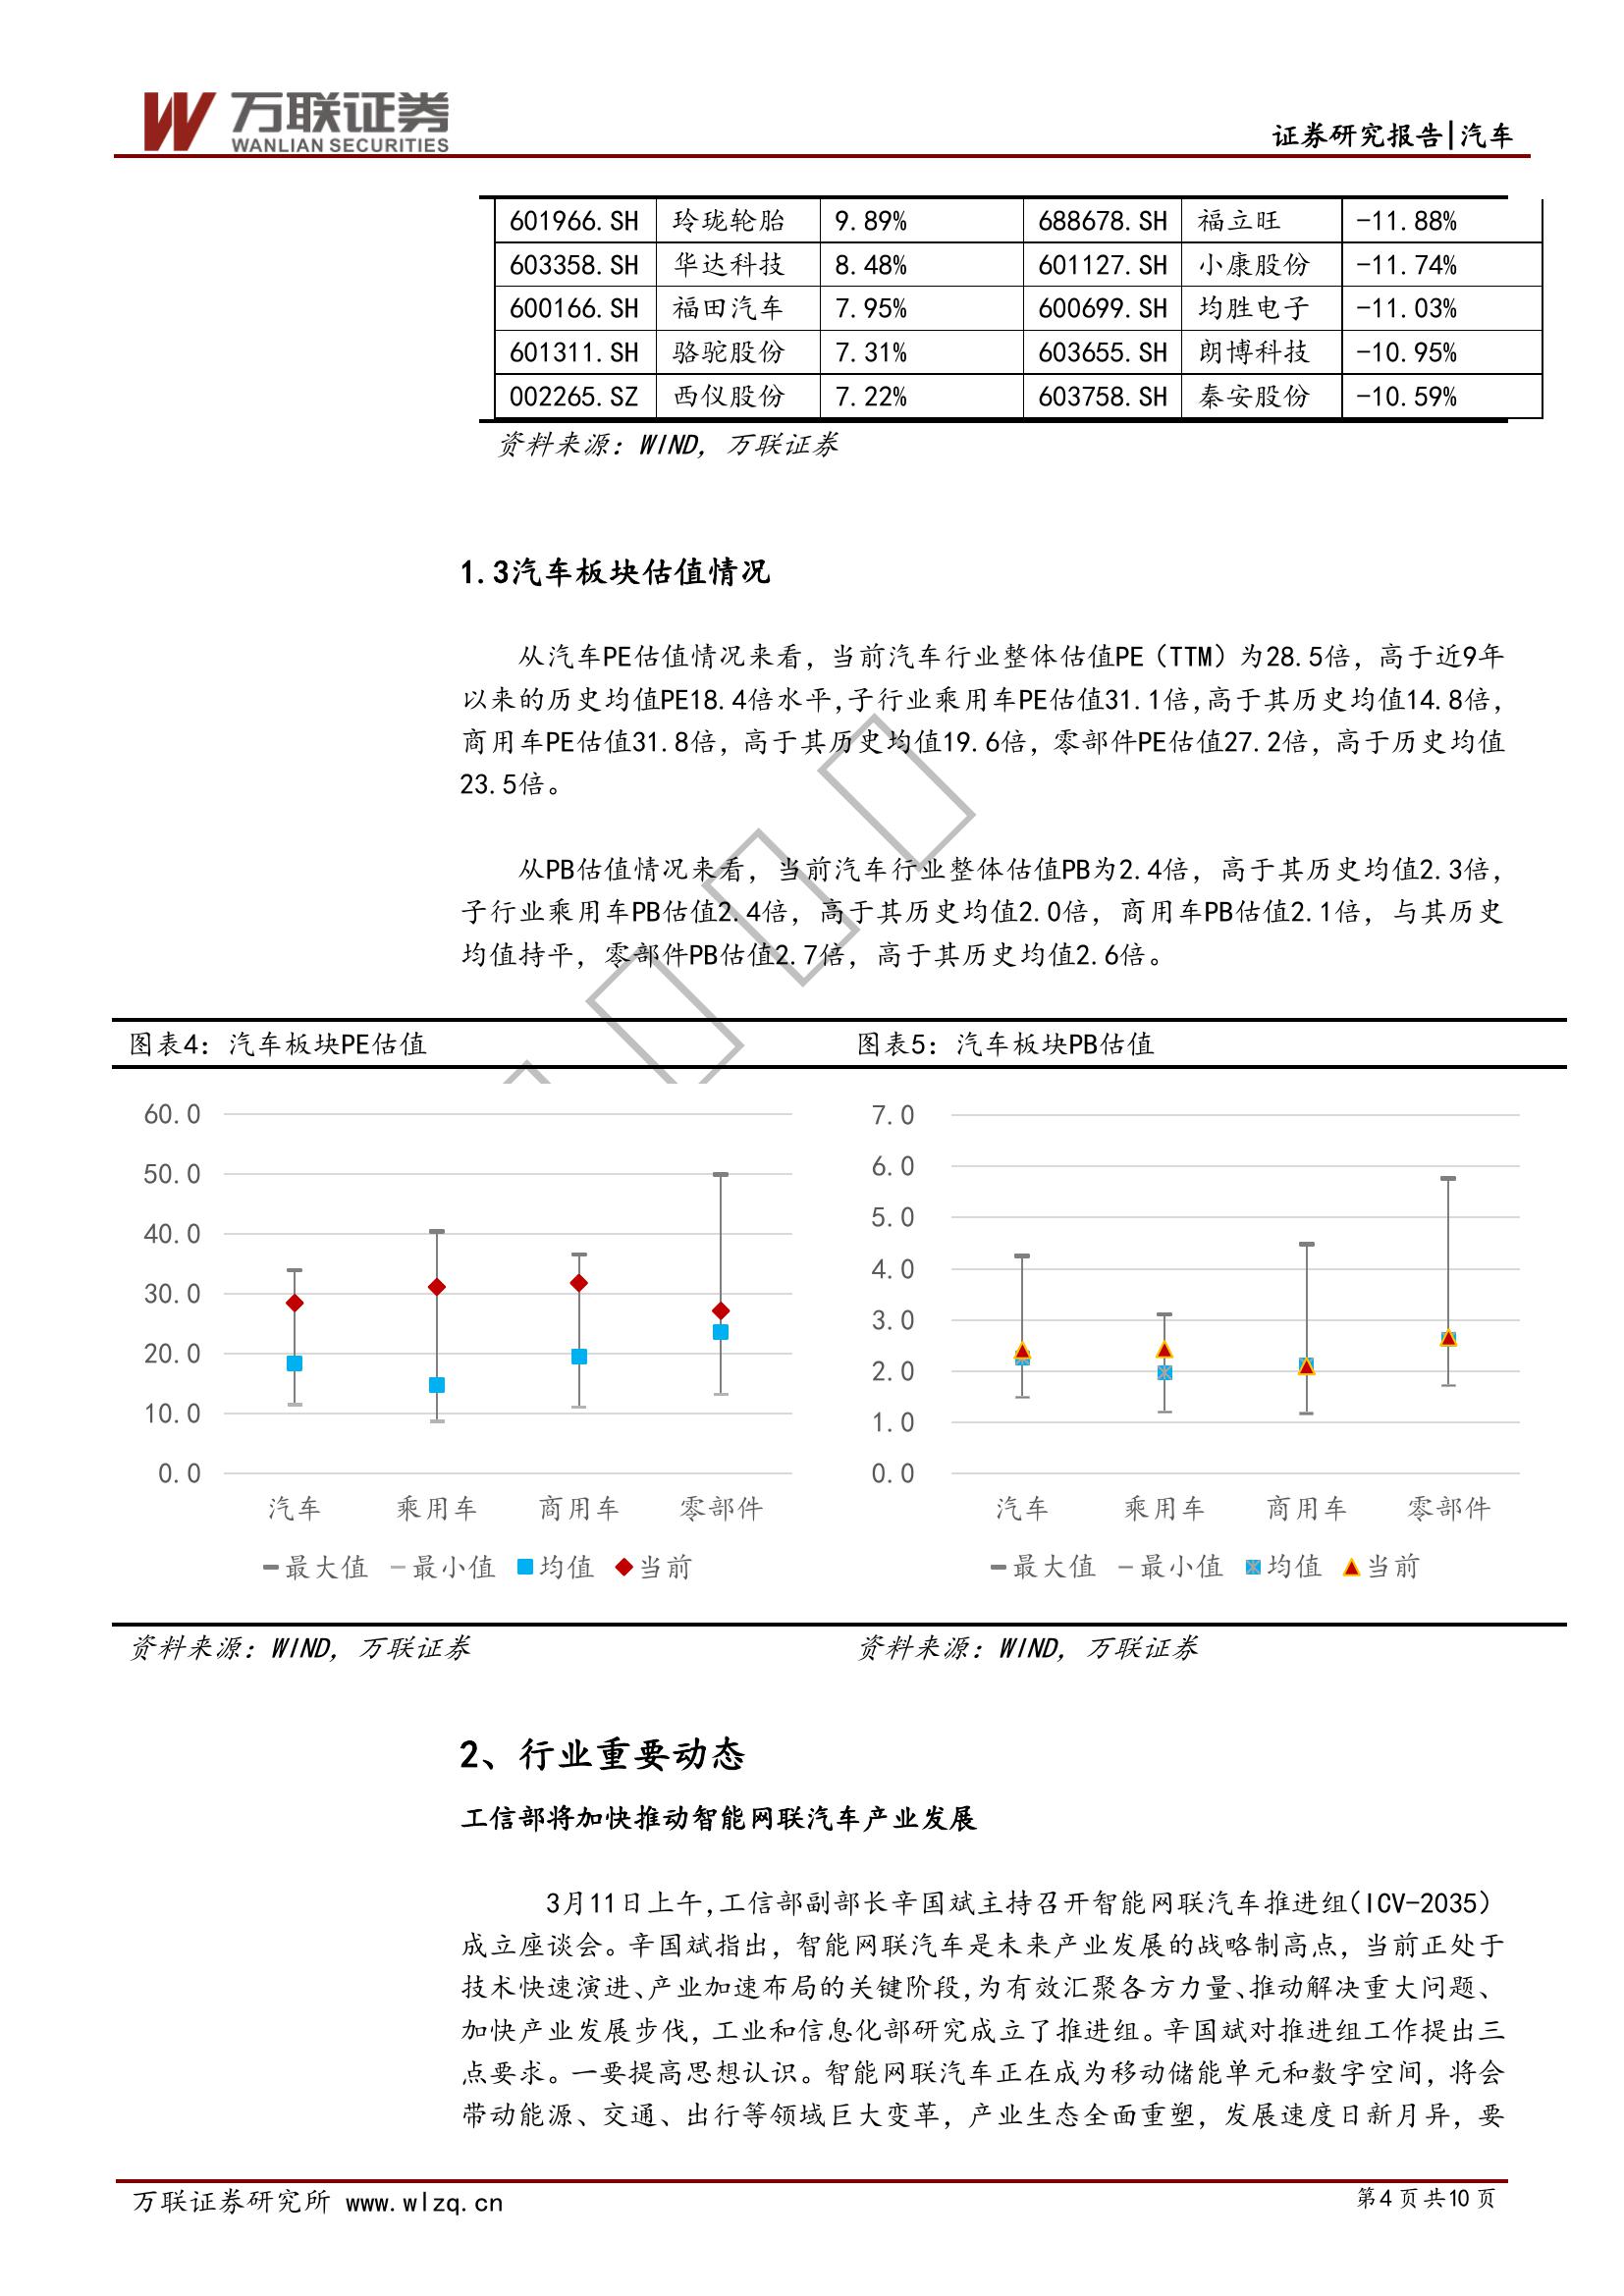 万联证券
WANLIAN SECURITIES
证券研究报告|汽车
601966.SH 玲珑轮胎 9.89% 688678.SH 福立旺 -11.88%
603358.SH 华达科技 8.48% 601127.SH 小康股份 -11.74%
600166.SH 福田汽车 7.95% 600699.SH 均胜电子 -11.03%
601311.SH 骆驼股份 7.31% 603655.SH 朗博科技 -10.95%
002265.SZ 西仪股份 7.22% 603758.SH 秦安股份 -10.59%
资料来源：WIND，万联证券
1.3汽车板块估值情况
从汽车PE估值情况来看，当前汽车行业整体估值PE（TTM）为28.5倍，高于近9年
以来的历史均值PE18.4倍水平,子行业乘用车PE估值31.1倍,高于其历史均值14.8倍，
商用车PE估值31.8倍，高于其历史均值19.6倍，零部件PE估值27.2倍，高于历史均值
23.5倍。
从PB估值情况来看，当前汽车行业整体估值PB为2.4倍，高于其历史均值2.3倍，
子行业乘用车PB估值2.4倍，高于其历史均值2.0倍，商用车PB估值2.1倍，与其历史
均值持平，零部件PB估值2.7倍，高于其历史均值2.6倍。
图表4：汽车板块PE估值
60.0
50.0
40.0
30.0
20.0
10.0
0.0
汽车 乘用车 商用车 零部件
最大值 最小值 均值 当前
资料来源：WIND，万联证券
图表5：汽车板块PB估值
7.0
6.0
5.0
4.0
3.0
2.0
1.0
0.0
汽车 乘用车 商用车 零部件
最大值 最小值 均值 当前
资料来源：WIND，万联证券
2、行业重要动态
工信部将加快推动智能网联汽车产业发展
3月11日上午,工信部副部长辛国斌主持召开智能网联汽车推进组（ICV-2035）
成立座谈会。辛国斌指出，智能网联汽车是未来产业发展的战略制高点，当前正处于
技术快速演进、产业加速布局的关键阶段,为有效汇聚各方力量、推动解决重大问题、
加快产业发展步伐，工业和信息化部研究成立了推进组。辛国斌对推进组工作提出三
点要求。一要提高思想认识。智能网联汽车正在成为移动储能单元和数字空间，将会
带动能源、交通、出行等领域巨大变革，产业生态全面重塑，发展速度日新月异，要
万联证券研究所 www.wlzq.cn
第4页共10页